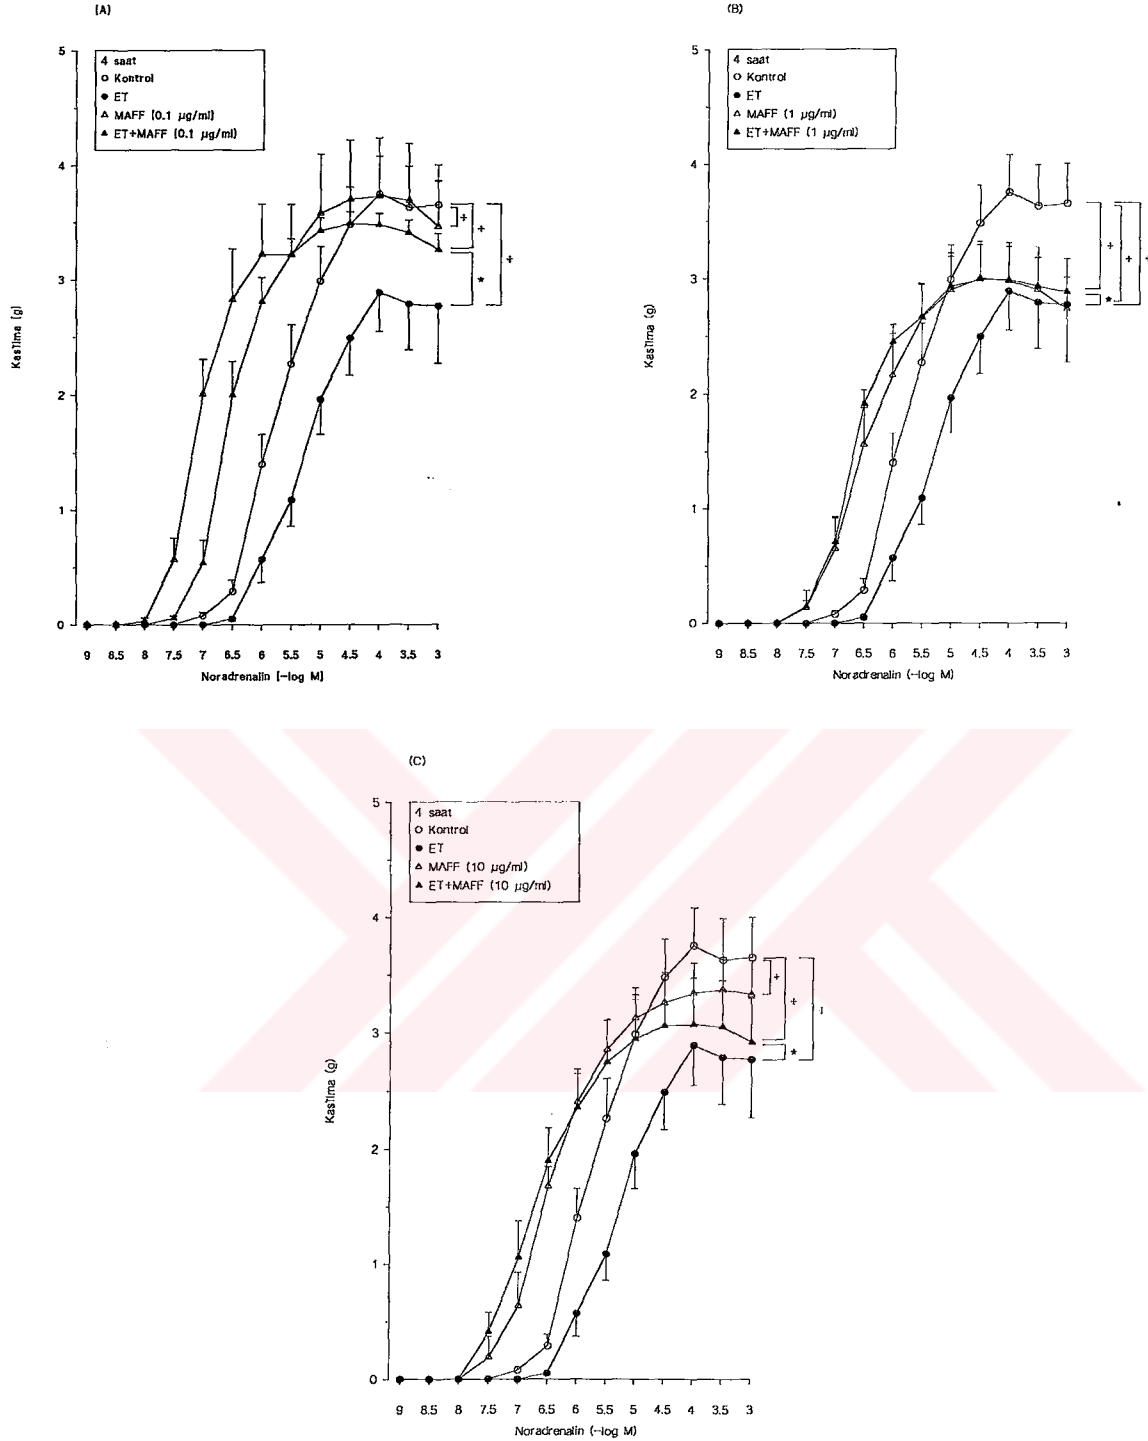 (A)
5
4
3
2
1
0
Kasılma (g)
4 saat
Kontrol
ET
MAFF (0.1 µg/ml)
ET+MAFF (0.1 µg/ml)
+
+
+
*
9 8.5 8 7.5 7 6.5 6 5.5 5 4.5 4 3.5 3
Noradrenalin (-log M)
(B)
5
4
3
2
1
0
Kasılma (g)
4 saat
Kontrol
ET
MAFF (1 µg/ml)
ET+MAFF (1 µg/ml)
+
+
*
9 8.5 8 7.5 7 6.5 6 5.5 5 4.5 4 3.5 3
Noradrenalin (-log M)
(C)
5
4
3
2
1
0
Kasılma (g)
4 saat
Kontrol
ET
MAFF (10 µg/ml)
ET+MAFF (10 µg/ml)
+
+
*
9 8.5 8 7.5 7 6.5 6 5.5 5 4.5 4 3.5 3
Noradrenalin (-log M)